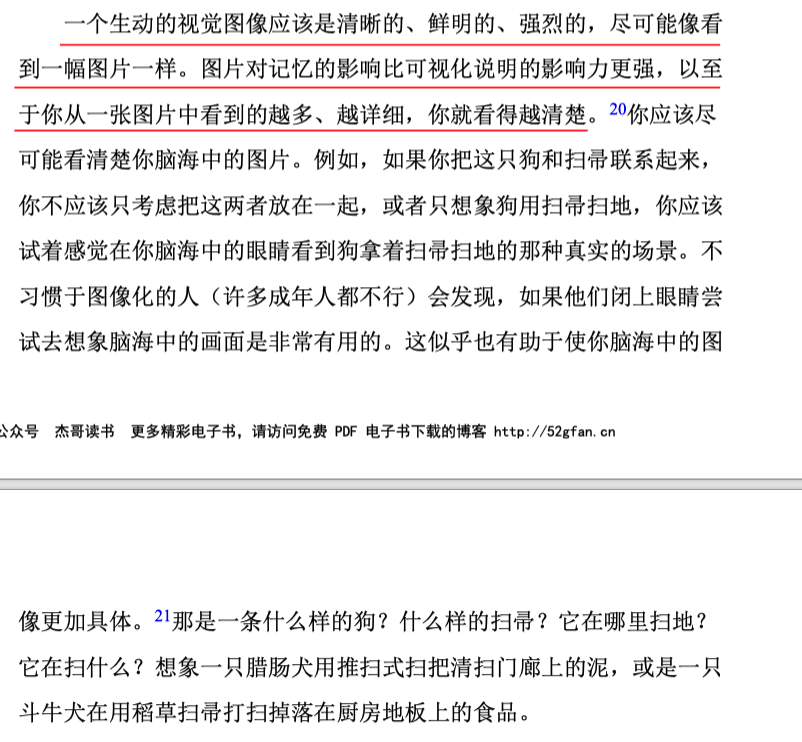 一个生动的视觉图像应该是清晰的、鲜明的、强烈的，尽可能像看
到一幅图片一样。图片对记忆的影响比可视化说明的影响力更强，以至
于你从一张图片中看到的越多、越详细，你就看得越清楚。20你应该尽
可能看清楚你脑海中的图片。例如，如果你把这只狗和扫帚联系起来，
你不应该只考虑把这两者放在一起，或者只想象狗用扫帚扫地，你应该
试着感觉在你脑海中的眼睛看到狗拿着扫帚扫地的那种真实的场景。不
习惯于图像化的人（许多成年人都不行）会发现，如果他们闭上眼睛尝
试去想象脑海中的画面是非常有用的。这似乎也有助于使你脑海中的图
公众号 杰哥读书 更多精彩电子书，请访问免费 PDF 电子书下载的博客 http://52gfan.cn
像更加具体。21那是一条什么样的狗？什么样的扫帚？它在哪里扫地？
它在扫什么？想象一只腊肠犬用推扫式扫把清扫门廊上的泥，或是一只
斗牛犬在用稻草扫帚打扫掉落在厨房地板上的食品。